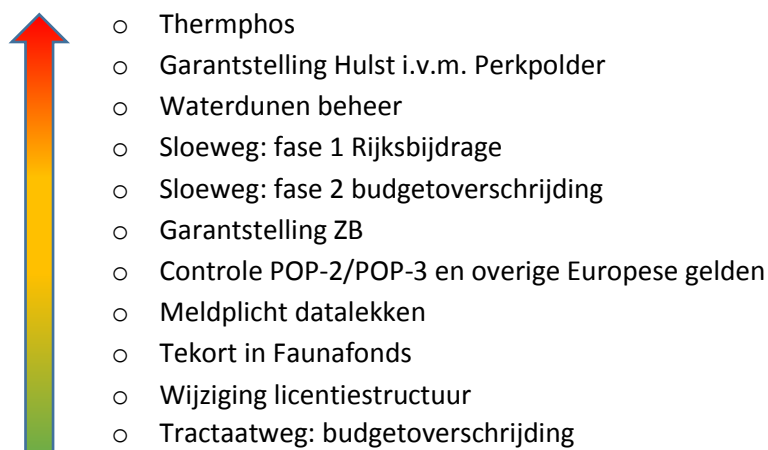 ○ Thermphos
○ Garantstelling Hulst i.v.m. Perkpolder
○ Waterdunen beheer
○ Sloeweg: fase 1 Rijksbijdrage
○ Sloeweg: fase 2 budgetoverschrijding
○ Garantstelling ZB
○ Controle POP-2/POP-3 en overige Europese gelden
○ Meldplicht datalekken
○ Tekort in Faunafonds
○ Wijziging licentiestructuur
○ Tractaatweg: budgetoverschrijding